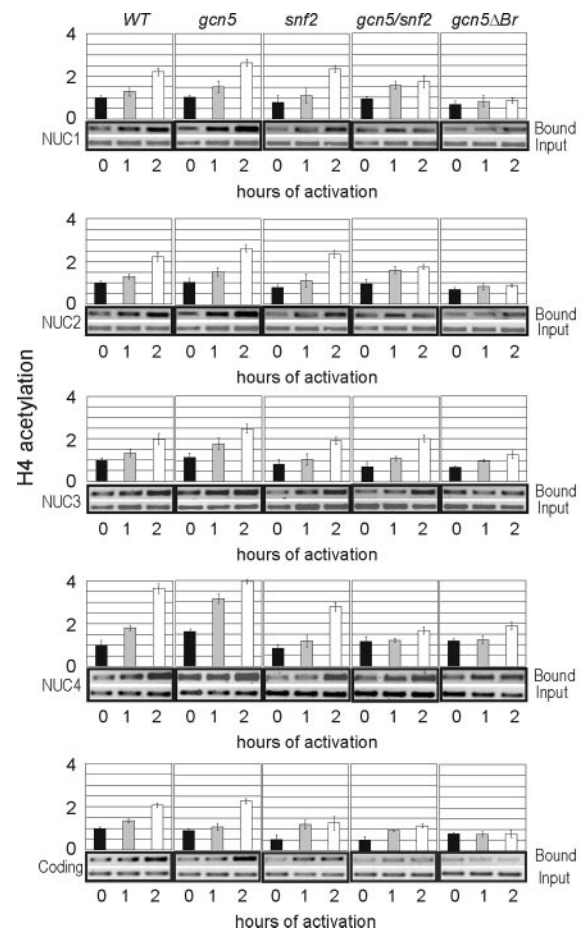 WT gcn5 snf2 gcn5/snf2 gcn5ΔBr
H4 acetylation
4
2
0
NUC1 Bound
Input
0 1 2 0 1 2 0 1 2 0 1 2 0 1 2
hours of activation
4
2
0
NUC2 Bound
Input
0 1 2 0 1 2 0 1 2 0 1 2 0 1 2
hours of activation
4
2
0
NUC3 Bound
Input
0 1 2 0 1 2 0 1 2 0 1 2 0 1 2
hours of activation
4
2
0
NUC4 Bound
Input
0 1 2 0 1 2 0 1 2 0 1 2 0 1 2
hours of activation
4
2
0
Coding Bound
Input
0 1 2 0 1 2 0 1 2 0 1 2 0 1 2
hours of activation